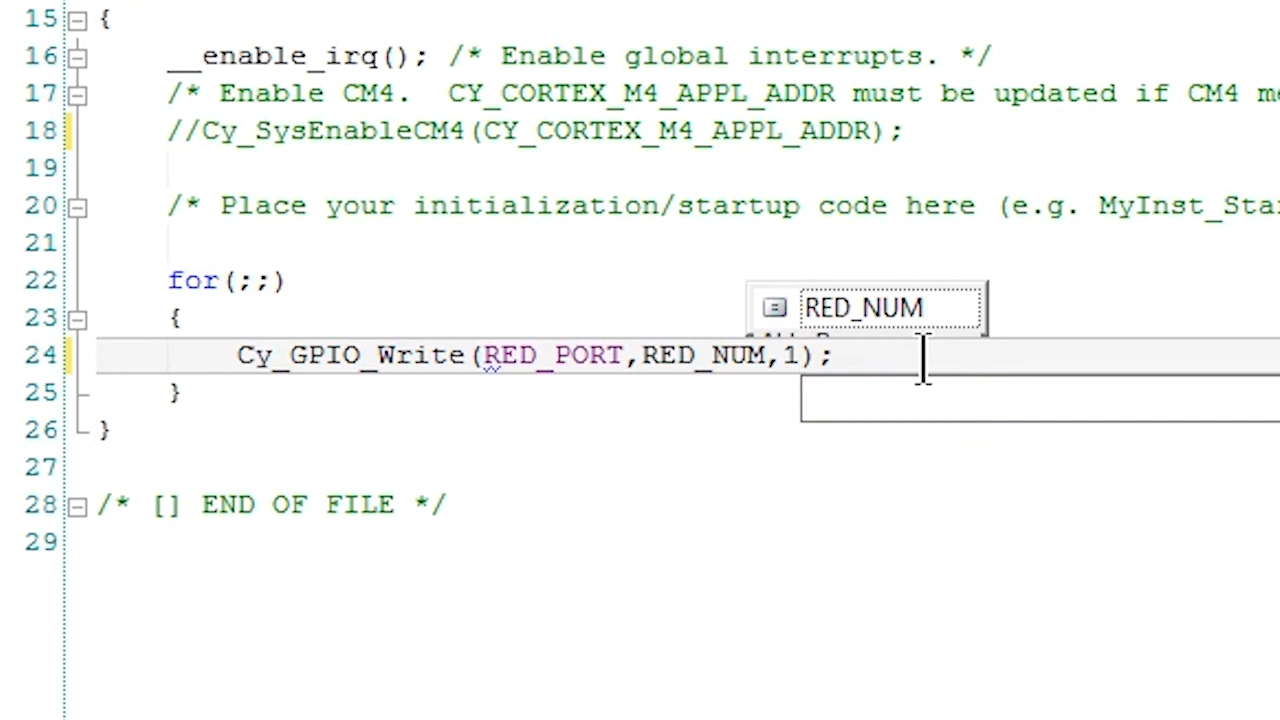 15 {
16 __enable_irq(); /* Enable global interrupts. */
17 /* Enable CM4.  CY_CORTEX_M4_APPL_ADDR must be updated if CM4
18 //Cy_SysEnableCM4(CY_CORTEX_M4_APPL_ADDR);
19
20 /* Place your initialization/startup code here (e.g.
21
22 for(;;)
RED_NUM
23 {
24 Cy_GPIO_Write(RED_PORT,RED_NUM,1);
25 }
26 }
27
28 /* [] END OF FILE */
29